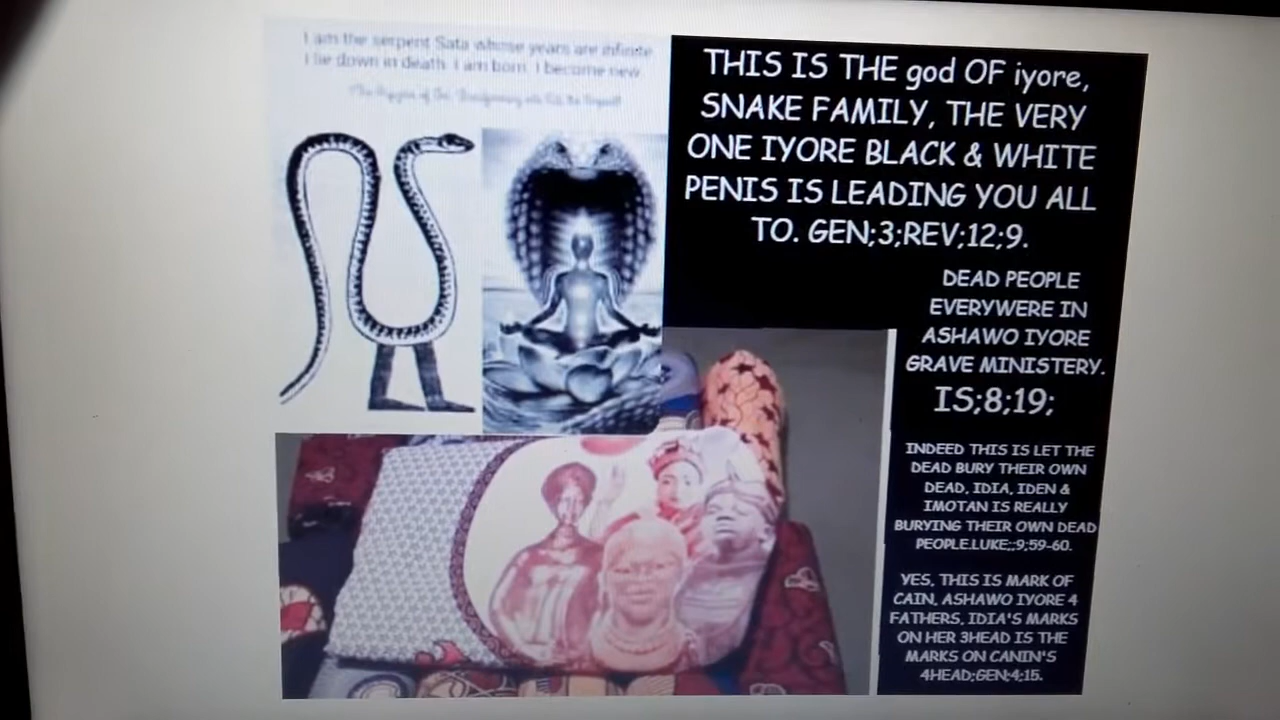 I am the serpent Sata whose years are infinite
I lie down in death. I am born. I become new
THIS IS THE god OF iyore,
SNAKE FAMILY, THE VERY
ONE IYORE BLACK & WHITE
PENIS IS LEADING YOU ALL
TO. GEN;3;REV;12;9.
DEAD PEOPLE
EVERYWERE IN
ASHAWO IYORE
GRAVE MINISTERY.
IS;8;19;
INDEED THIS IS LET THE
DEAD BURY THEIR OWN
DEAD, IDIA, IDEN &
IMOTAN IS REALLY
BURYING THEIR OWN DEAD
PEOPLE.LUKE;;9;59-60.
YES, THIS IS MARK OF
CAIN, ASHAWO IYORE 4
FATHERS, IDIA'S MARKS
ON HER 3HEAD IS THE
MARKS ON CANIN'S
4HEAD;GEN;4;15.